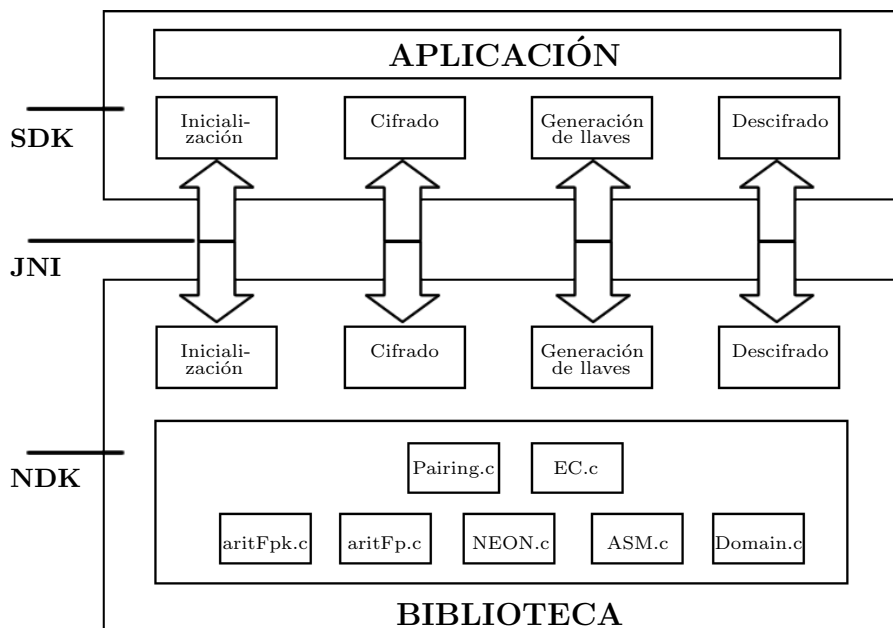 APLICACIÓN
SDK
Iniciali-
zación
Cifrado
Generación
de llaves
Descifrado
JNI
Iniciali-
zación
Cifrado
Generación
de llaves
Descifrado
NDK
Pairing.c
EC.c
aritFpk.c
aritFp.c
NEON.c
ASM.c
Domain.c
BIBLIOTECA